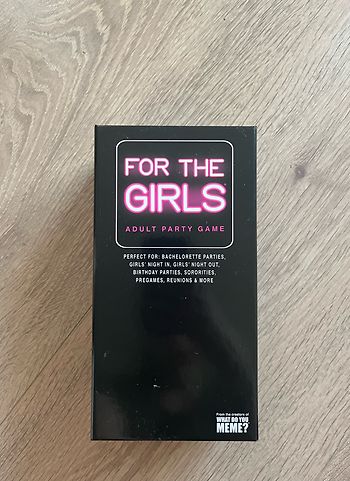 FOR THE
GIRLS
ADULT PARTY GAME
PERFECT FOR: BACHELORETTE PARTIES,
GIRLS' NIGHT IN, GIRLS' NIGHT OUT,
BIRTHDAY PARTIES, SORORITIES,
PREGAMES, REUNIONS & MORE
From the creators of
WHAT DO YOU
MEME?